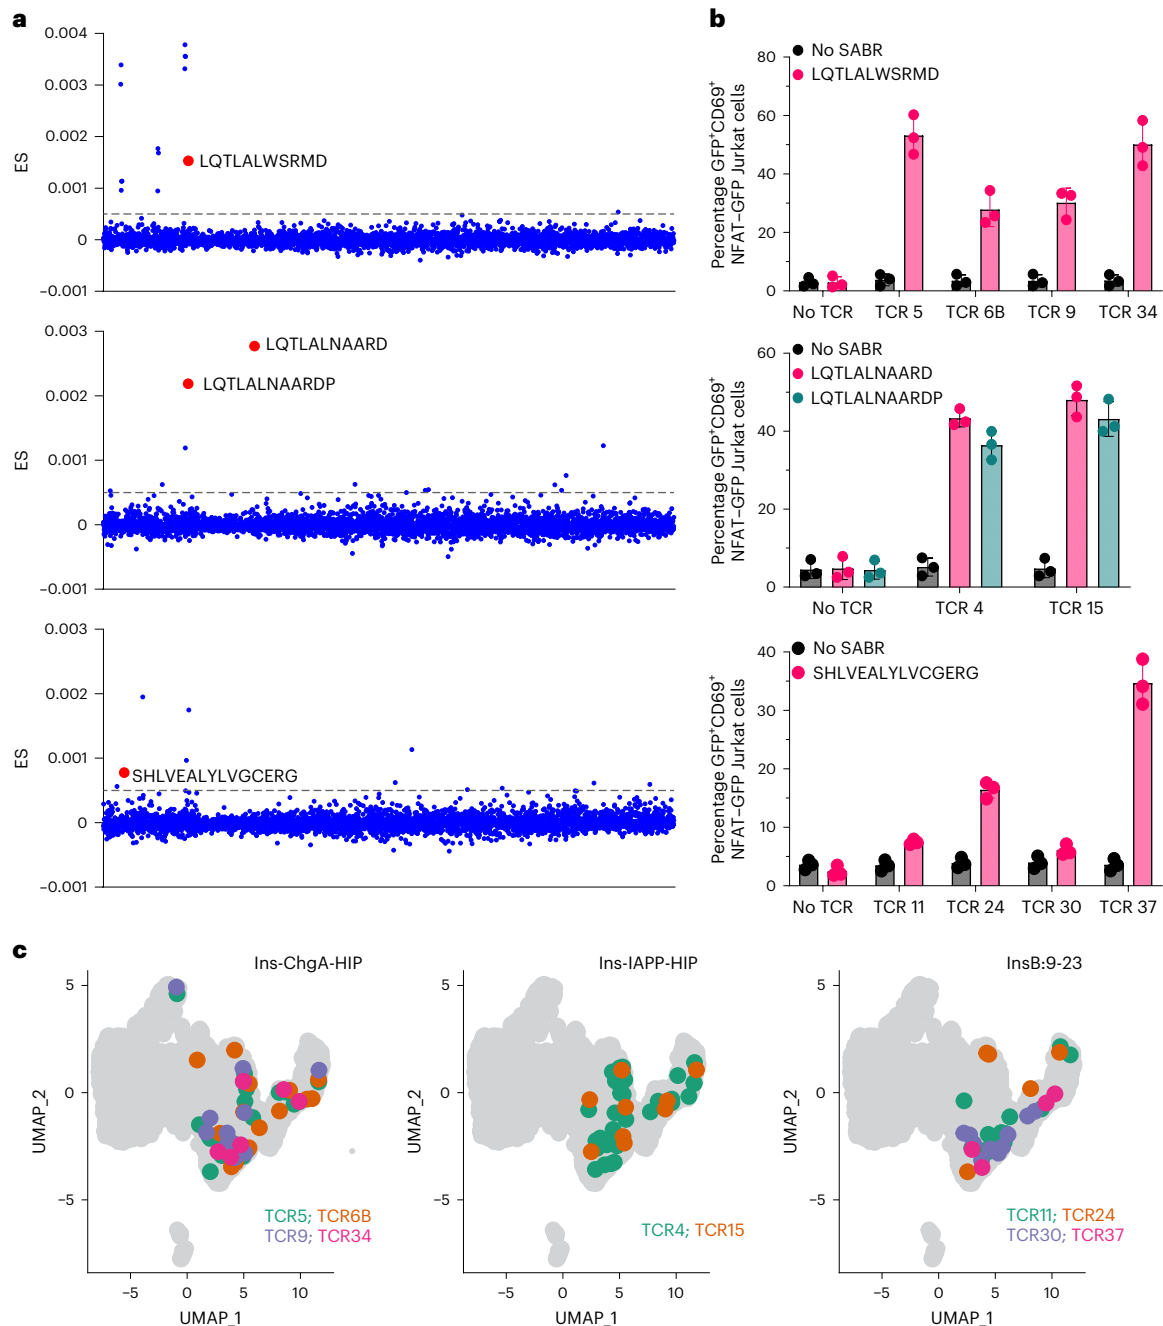 a
0.004
0.003
0.002
0.001
0
−0.001
ES
LQTLALWSRMD
0.003
0.002
0.001
0
−0.001
ES
LQTLALNAARD
LQTLALNAARDP
0.003
0.002
0.001
0
−0.001
ES
SHLVEALYLVGCERG
b
Percentage GFP+CD69+
NFAT–GFP Jurkat cells
80
60
40
20
0
No SABR
LQTLALWSRMD
No TCR TCR 5 TCR 6B TCR 9 TCR 34
Percentage GFP+CD69+
NFAT–GFP Jurkat cells
60
40
20
0
No SABR
LQTLALNAARD
LQTLALNAARDP
No TCR TCR 4 TCR 15
Percentage GFP+CD69+
NFAT–GFP Jurkat cells
40
30
20
10
0
No SABR
SHLVEALYLVCGERG
No TCR TCR 11 TCR 24 TCR 30 TCR 37
c
Ins-ChgA-HIP
UMAP_2
5
0
−5
TCR5; TCR6B
TCR9; TCR34
−5 0 5 10
UMAP_1
Ins-IAPP-HIP
UMAP_2
5
0
−5
TCR4; TCR15
−5 0 5 10
UMAP_1
InsB:9-23
UMAP_2
5
0
−5
TCR11; TCR24
TCR30; TCR37
−5 0 5 10
UMAP_1